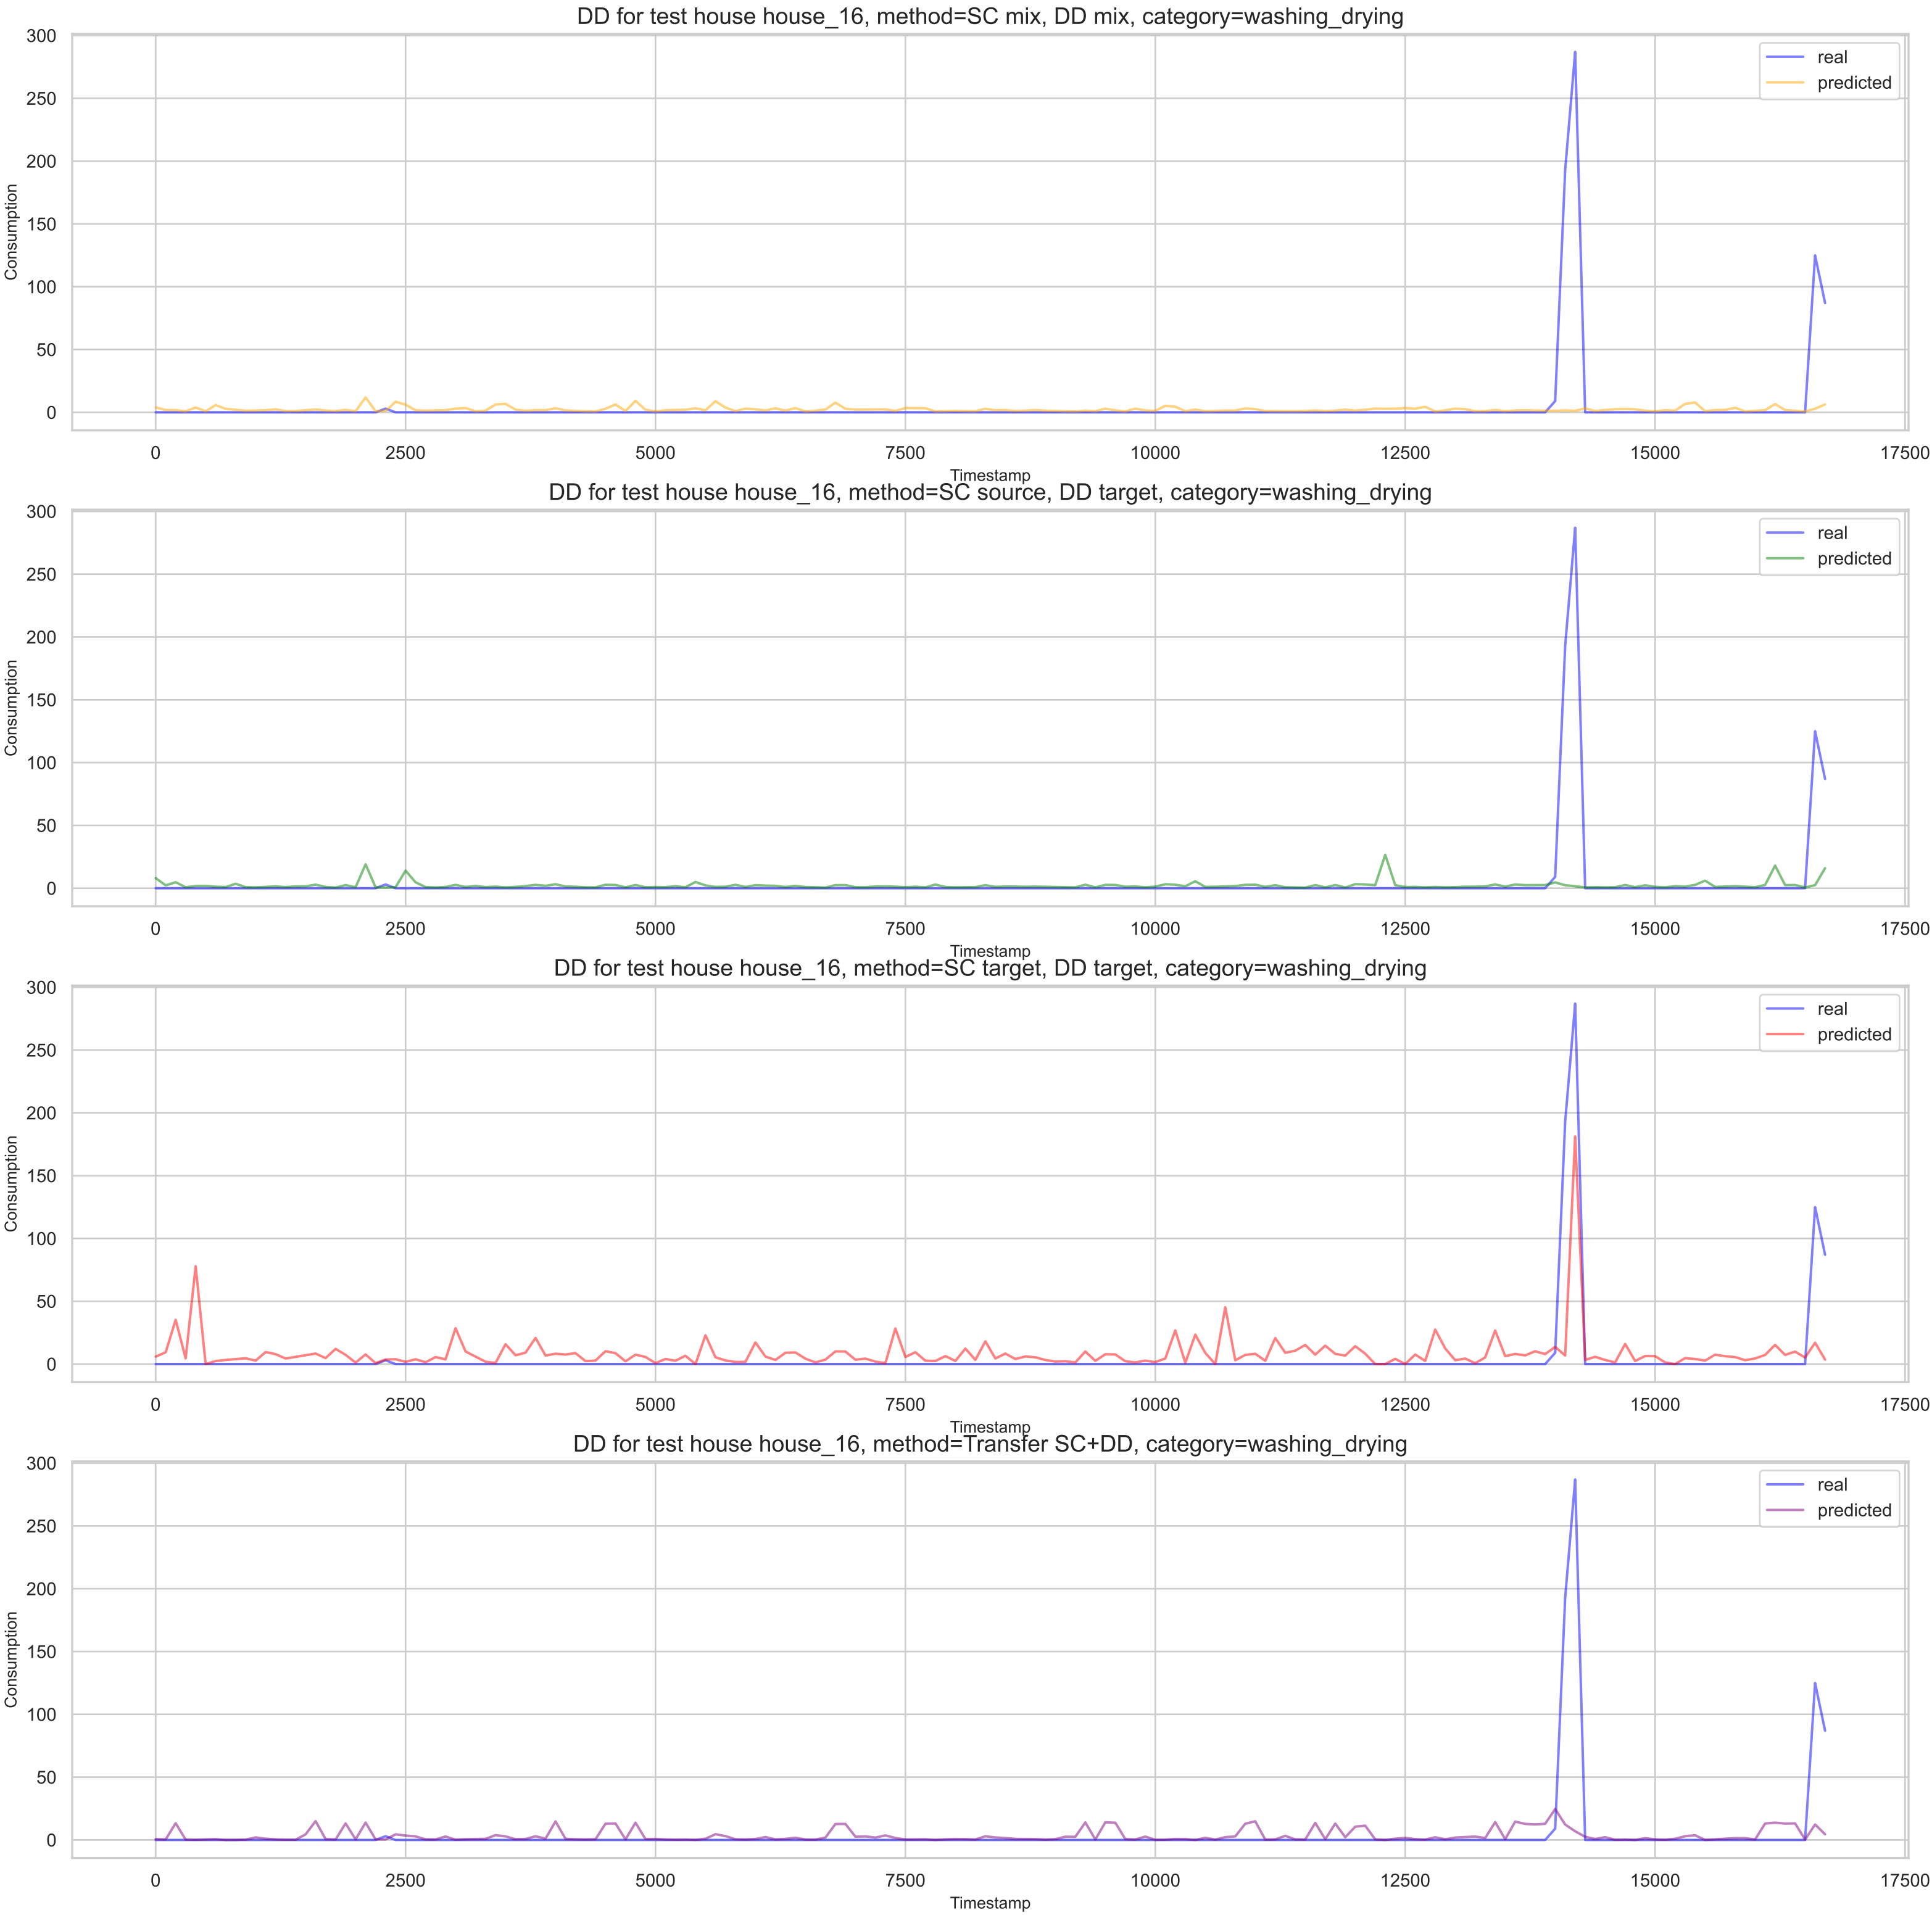 DD for test house house_16, method=SC mix, DD mix, category=washing_drying
300
250
200
150
100
50
0
Consumption
real
predicted
0 2500 5000 7500 10000 12500 15000 17500
Timestamp
DD for test house house_16, method=SC source, DD target, category=washing_drying
300
250
200
150
100
50
0
Consumption
real
predicted
0 2500 5000 7500 10000 12500 15000 17500
Timestamp
DD for test house house_16, method=SC target, DD target, category=washing_drying
300
250
200
150
100
50
0
Consumption
real
predicted
0 2500 5000 7500 10000 12500 15000 17500
Timestamp
DD for test house house_16, method=Transfer SC+DD, category=washing_drying
300
250
200
150
100
50
0
Consumption
real
predicted
0 2500 5000 7500 10000 12500 15000 17500
Timestamp